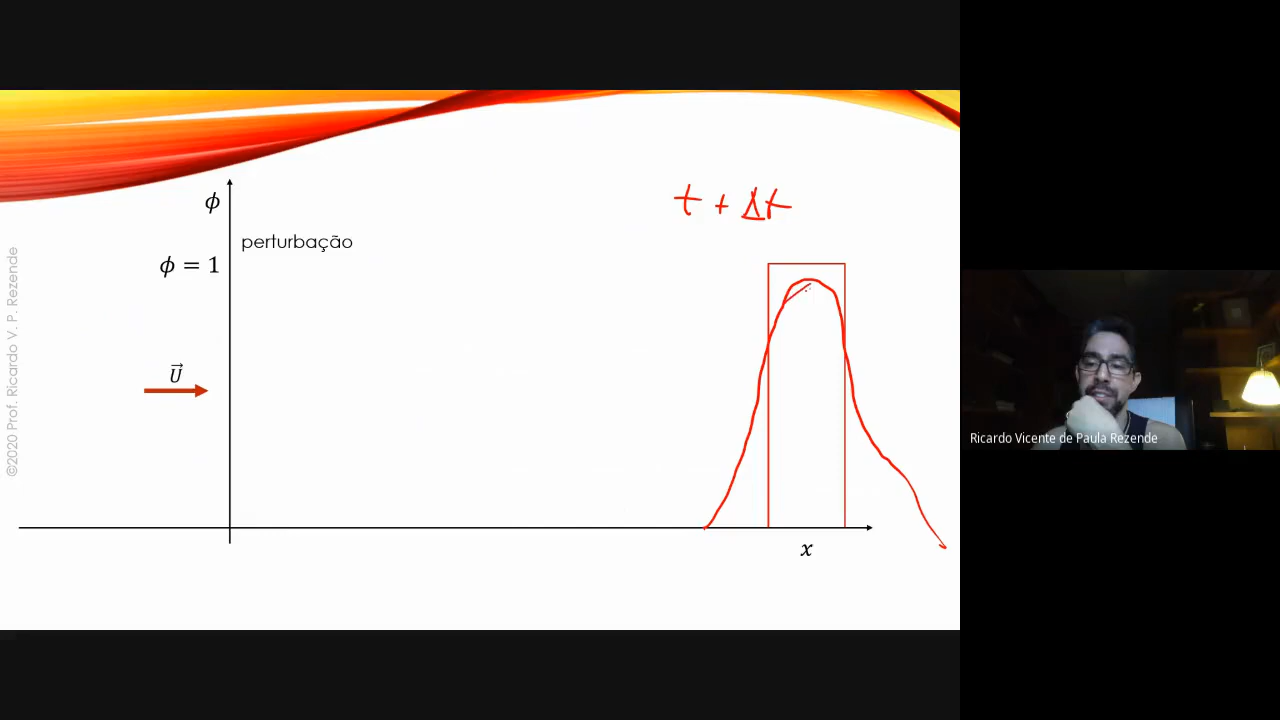 t + Δt
ϕ
perturbação
ϕ = 1
U⃗
x
©2020 Prof. Ricardo V. P. Rezende
Ricardo Vicente de Paula Rezende